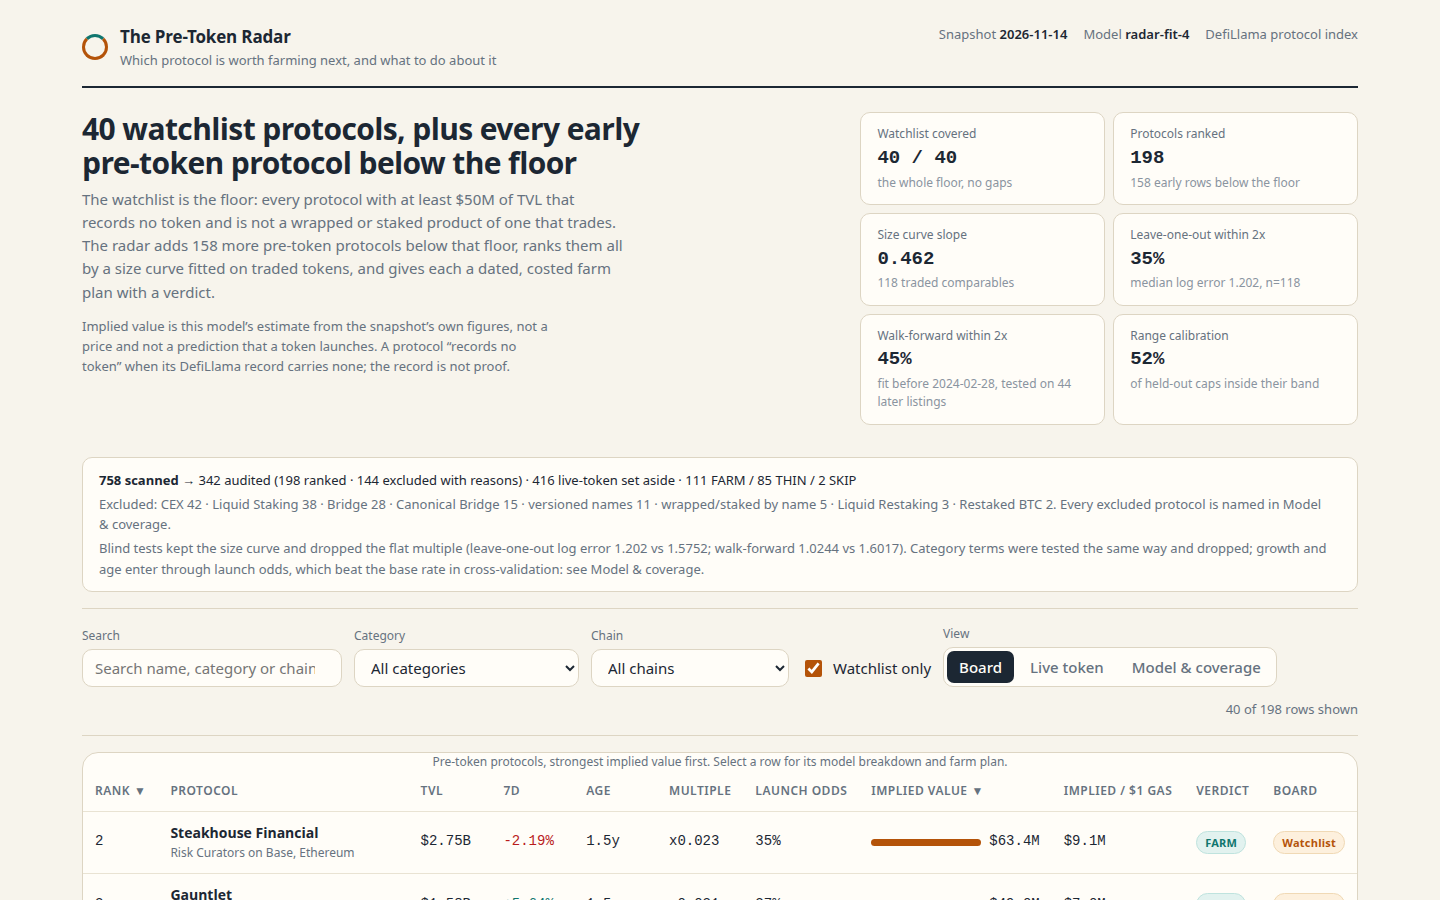 The Pre-Token Radar
Which protocol is worth farming next, and what to do about it
Snapshot 2026-11-14 Model radar-fit-4 DefiLlama protocol index
40 watchlist protocols, plus every early
pre-token protocol below the floor
The watchlist is the floor: every protocol with at least $50M of TVL that
records no token and is not a wrapped or staked product of one that trades.
The radar adds 158 more pre-token protocols below that floor, ranks them all
by a size curve fitted on traded tokens, and gives each a dated, costed farm
plan with a verdict.
Implied value is this model’s estimate from the snapshot’s own figures, not a
price and not a prediction that a token launches. A protocol “records no
token” when its DefiLlama record carries none; the record is not proof.
Watchlist covered
40 / 40
the whole floor, no gaps
Protocols ranked
198
158 early rows below the floor
Size curve slope
0.462
118 traded comparables
Leave-one-out within 2x
35%
median log error 1.202, n=118
Walk-forward within 2x
45%
fit before 2024-02-28, tested on 44
later listings
Range calibration
52%
of held-out caps inside their band
758 scanned → 342 audited (198 ranked · 144 excluded with reasons) · 416 live-token set aside · 111 FARM / 85 THIN / 2 SKIP
Excluded: CEX 42 · Liquid Staking 38 · Bridge 28 · Canonical Bridge 15 · versioned names 11 · wrapped/staked by name 5 · Liquid Restaking 3 · Restaked BTC 2. Every excluded protocol is named in Model
& coverage.
Blind tests kept the size curve and dropped the flat multiple (leave-one-out log error 1.202 vs 1.5752; walk-forward 1.0244 vs 1.6017). Category terms were tested the same way and dropped; growth and
age enter through launch odds, which beat the base rate in cross-validation: see Model & coverage.
Search
Search name, category or chain
Category
All categories
Chain
All chains
Watchlist only
View
Board Live token Model & coverage
40 of 198 rows shown
Pre-token protocols, strongest implied value first. Select a row for its model breakdown and farm plan.
RANK ▼ PROTOCOL TVL 7D AGE MULTIPLE LAUNCH ODDS IMPLIED VALUE ▼ IMPLIED / $1 GAS VERDICT BOARD
2 Steakhouse Financial $2.75B -2.19% 1.5y x0.023 35% $63.4M $9.1M FARM Watchlist
Risk Curators on Base, Ethereum
Gauntlet